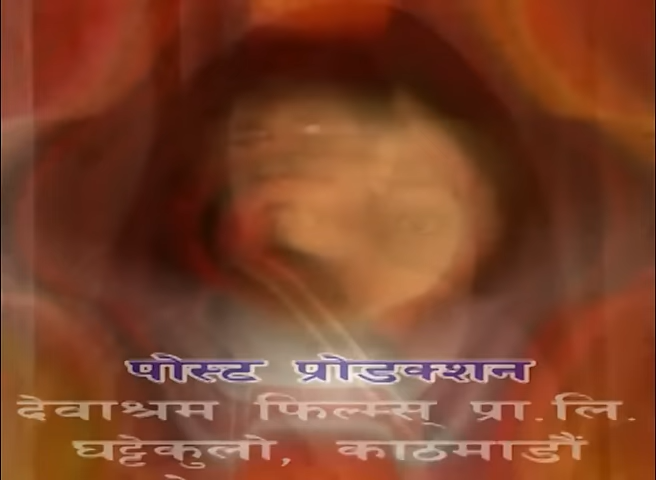 पोस्ट प्रोडक्शन
देवाश्रम फिल्म्स् प्रा.लि.
घट्टेकुलो, काठमाडौं